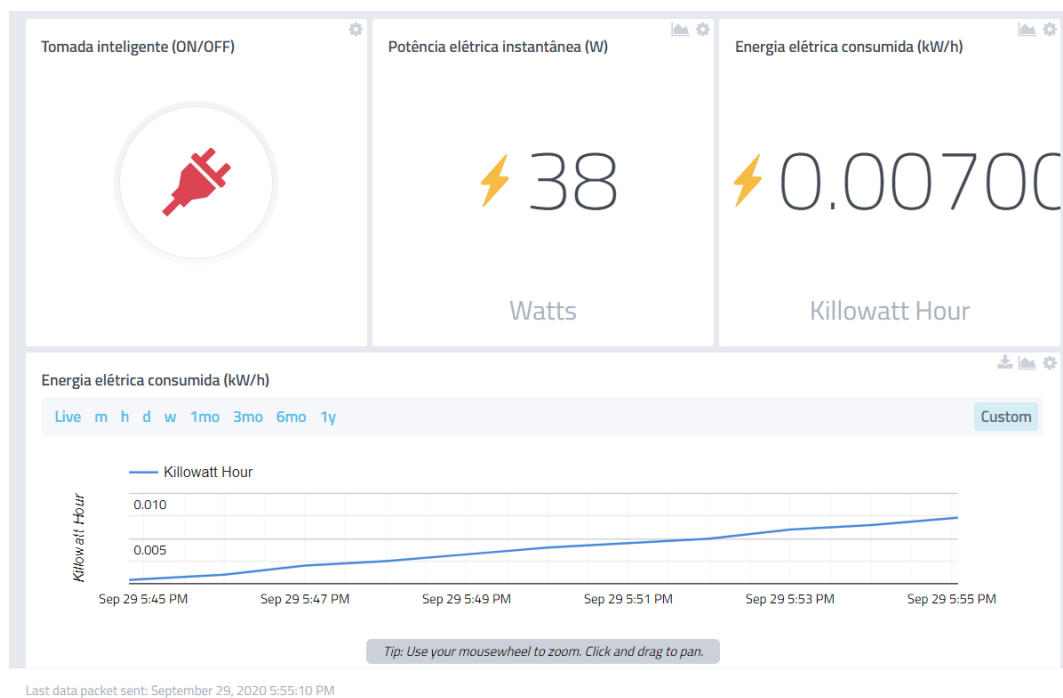 Tomada inteligente (ON/OFF)
Potência elétrica instantânea (W)
Energia elétrica consumida (kW/h)
38
0.00700
Watts
Killowatt Hour
Energia elétrica consumida (kW/h)
Live m h d w 1mo 3mo 6mo 1y
Custom
Killowatt Hour
Killowatt Hour
0.010
0.005
Sep 29 5:45 PM Sep 29 5:47 PM Sep 29 5:49 PM Sep 29 5:51 PM Sep 29 5:53 PM Sep 29 5:55 PM
Tip: Use your mousewheel to zoom. Click and drag to pan.
Last data packet sent: September 29, 2020 5:55:10 PM